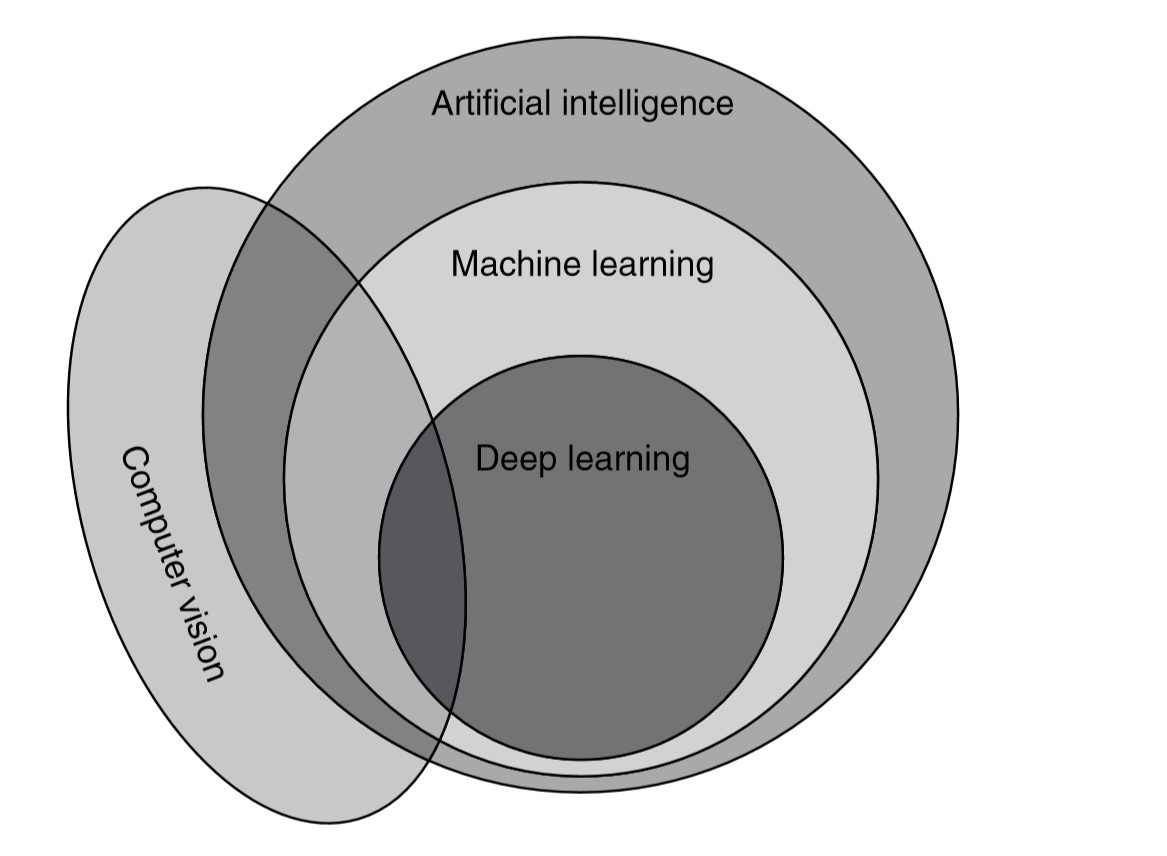 Artificial intelligence
Machine learning
Deep learning
Computer vision